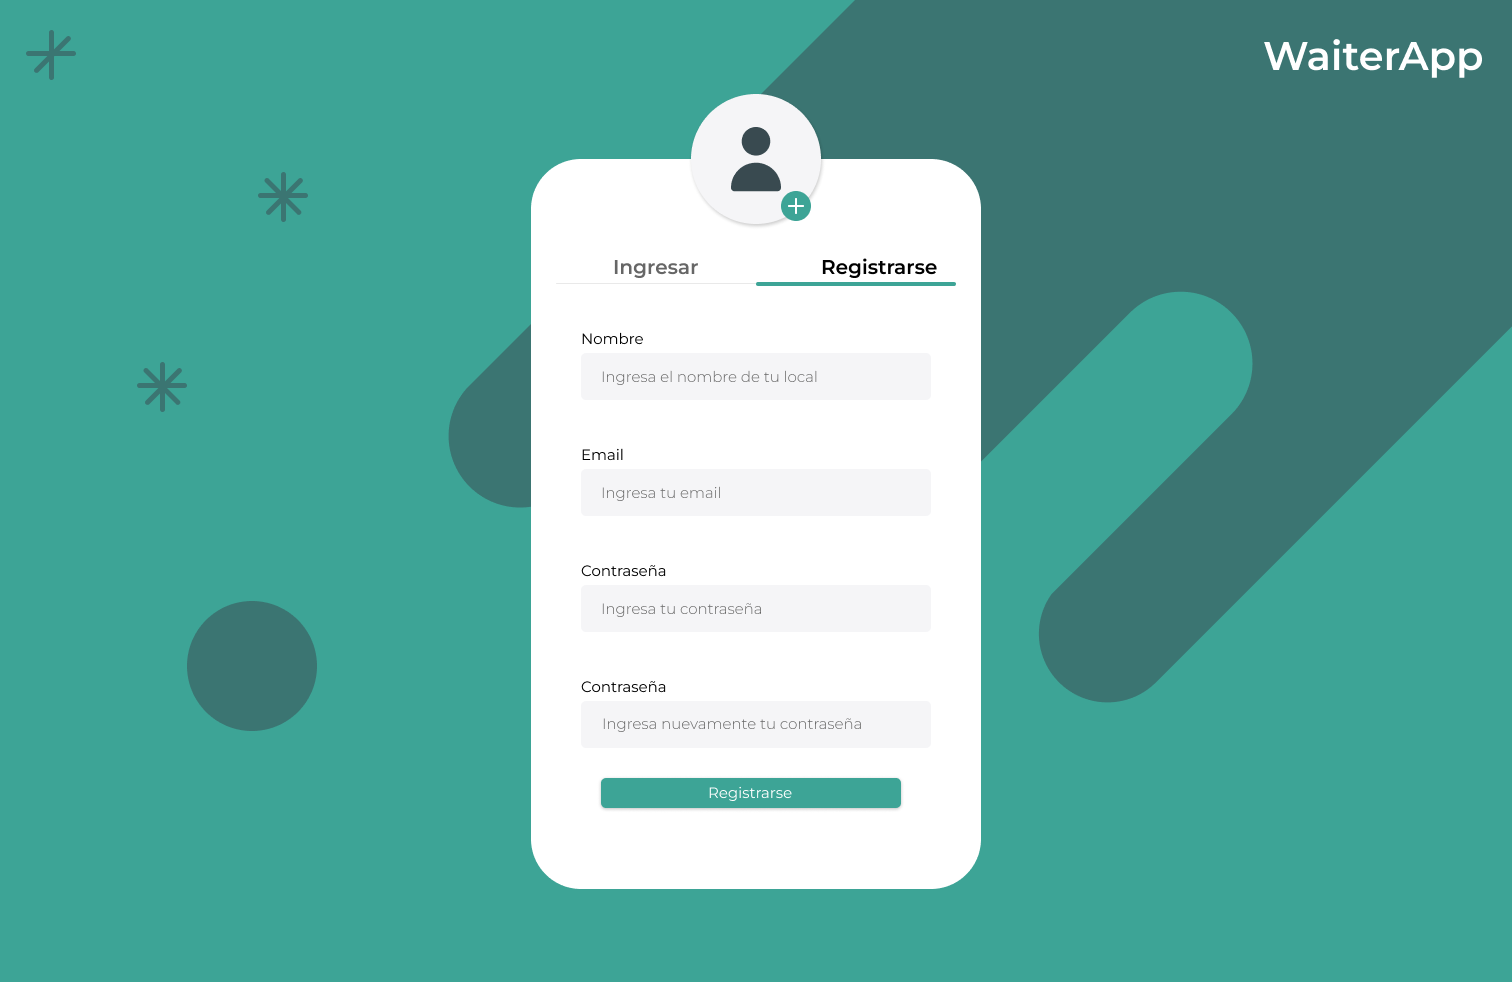 WaiterApp
Ingresar
Registrarse
Nombre
Ingresa el nombre de tu local
Email
Ingresa tu email
Contraseña
Ingresa tu contraseña
Contraseña
Ingresa nuevamente tu contraseña
Registrarse